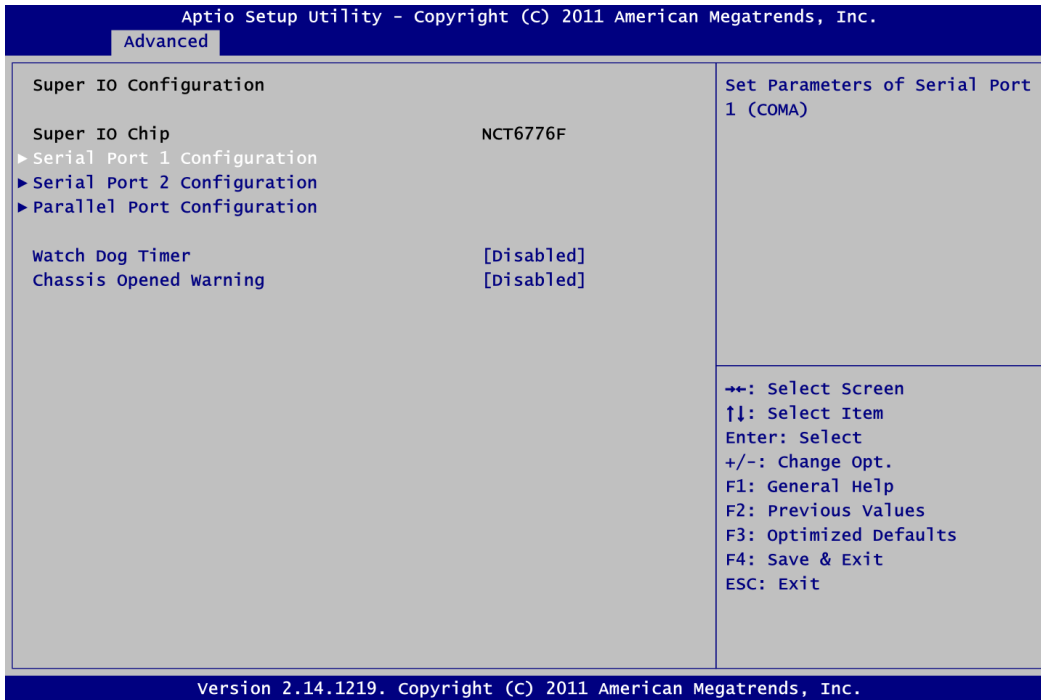 Aptio Setup Utility - Copyright (C) 2011 American Megatrends, Inc.
Advanced
Super IO Configuration
Super IO Chip NCT6776F
▶Serial Port 1 Configuration
▶Serial Port 2 Configuration
▶Parallel Port Configuration
Watch Dog Timer [Disabled]
Chassis Opened Warning [Disabled]
Set Parameters of Serial Port
1 (COMA)
→←: Select Screen
↑↓: Select Item
Enter: Select
+/-: Change Opt.
F1: General Help
F2: Previous Values
F3: Optimized Defaults
F4: Save & Exit
ESC: Exit
Version 2.14.1219. Copyright (C) 2011 American Megatrends, Inc.